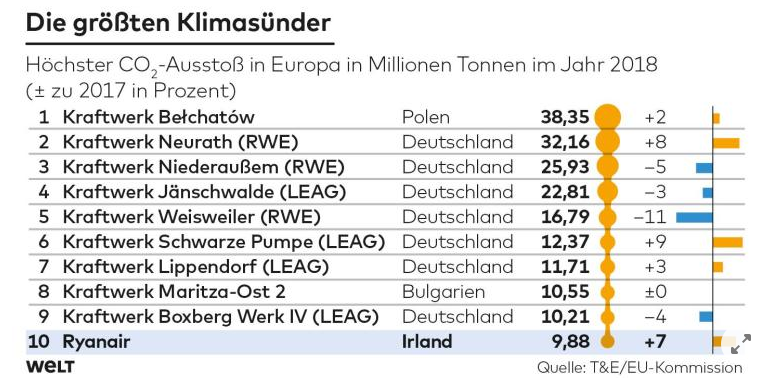 Die größten Klimasünder
Höchster CO₂-Ausstoß in Europa in Millionen Tonnen im Jahr 2018
(± zu 2017 in Prozent)
1 Kraftwerk Bełchatów Polen 38,35 +2
2 Kraftwerk Neurath (RWE) Deutschland 32,16 +8
3 Kraftwerk Niederaußem (RWE) Deutschland 25,93 −5
4 Kraftwerk Jänschwalde (LEAG) Deutschland 22,81 −3
5 Kraftwerk Weisweiler (RWE) Deutschland 16,79 −11
6 Kraftwerk Schwarze Pumpe (LEAG) Deutschland 12,37 +9
7 Kraftwerk Lippendorf (LEAG) Deutschland 11,71 +3
8 Kraftwerk Maritza-Ost 2 Bulgarien 10,55 ±0
9 Kraftwerk Boxberg Werk IV (LEAG) Deutschland 10,21 −4
10 Ryanair Irland 9,88 +7
WELT Quelle: T&E/EU-Kommission